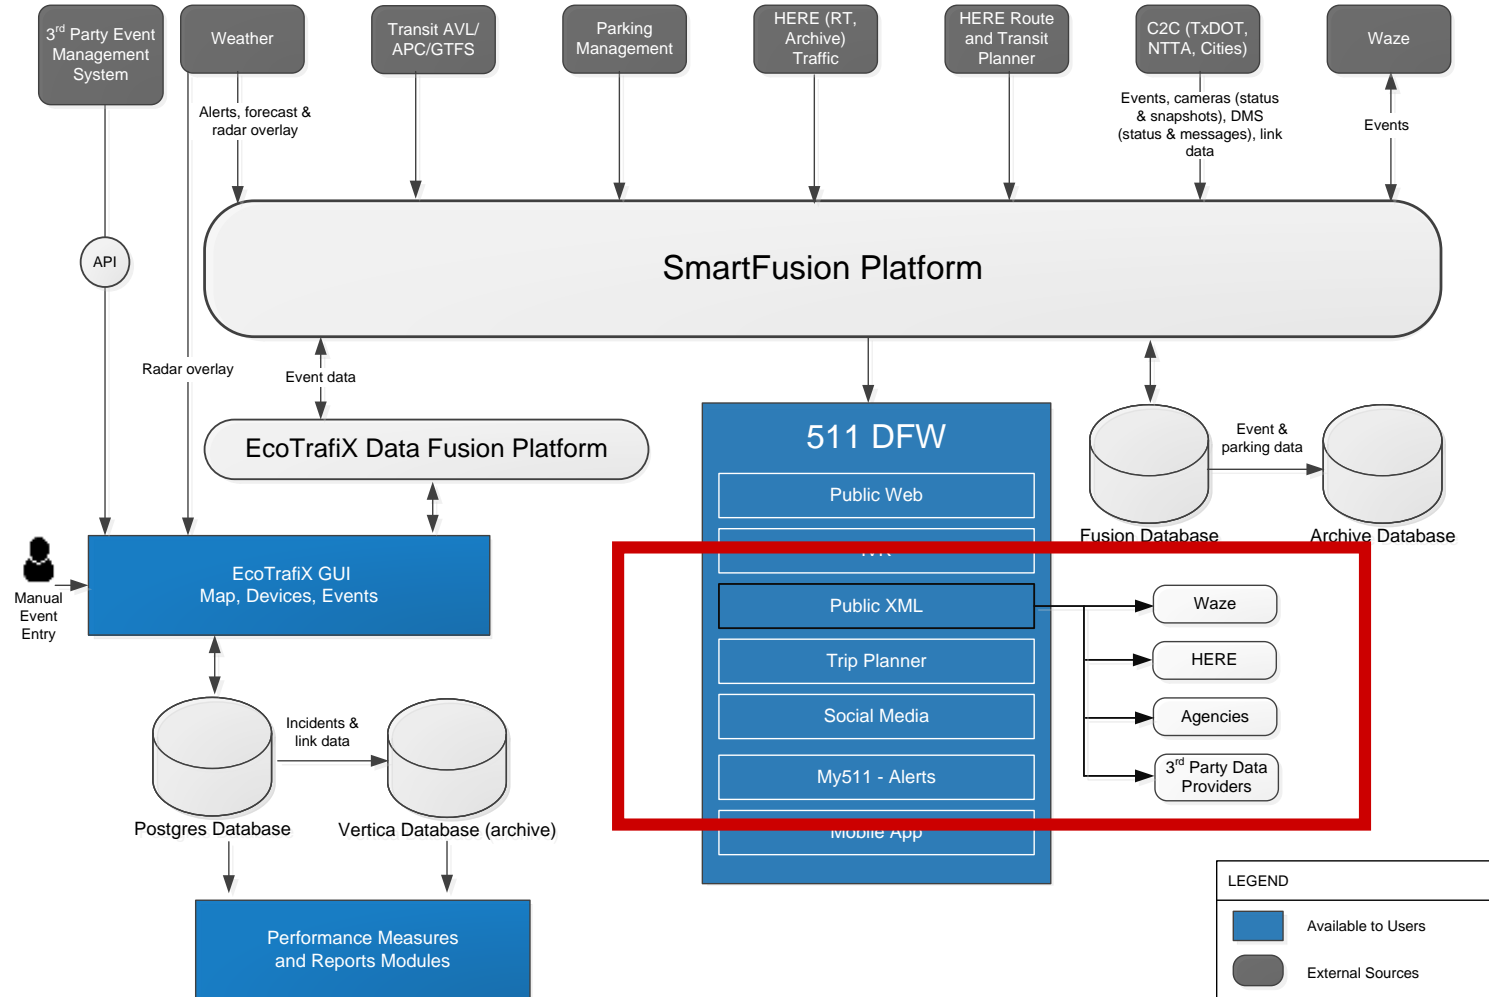 3rd Party Event
Management
System
Weather
Transit AVL/
APC/GTFS
Parking
Management
HERE (RT,
Archive)
Traffic
HERE Route
and Transit
Planner
C2C (TxDOT,
NTTA, Cities)
Waze
Alerts, forecast &
radar overlay
Events, cameras (status
& snapshots), DMS
(status & messages), link
data
Events
API
SmartFusion Platform
Radar overlay
Event data
EcoTrafiX Data Fusion Platform
511 DFW
Public Web
Public XML
Trip Planner
Social Media
My511 - Alerts
Mobile App
Event &
parking data
Fusion Database
Archive Database
Manual
Event
Entry
EcoTrafiX GUI
Map, Devices, Events
Waze
HERE
Agencies
3rd Party Data
Providers
Incidents &
link data
Postgres Database
Vertica Database (archive)
Performance Measures
and Reports Modules
LEGEND
Available to Users
External Sources